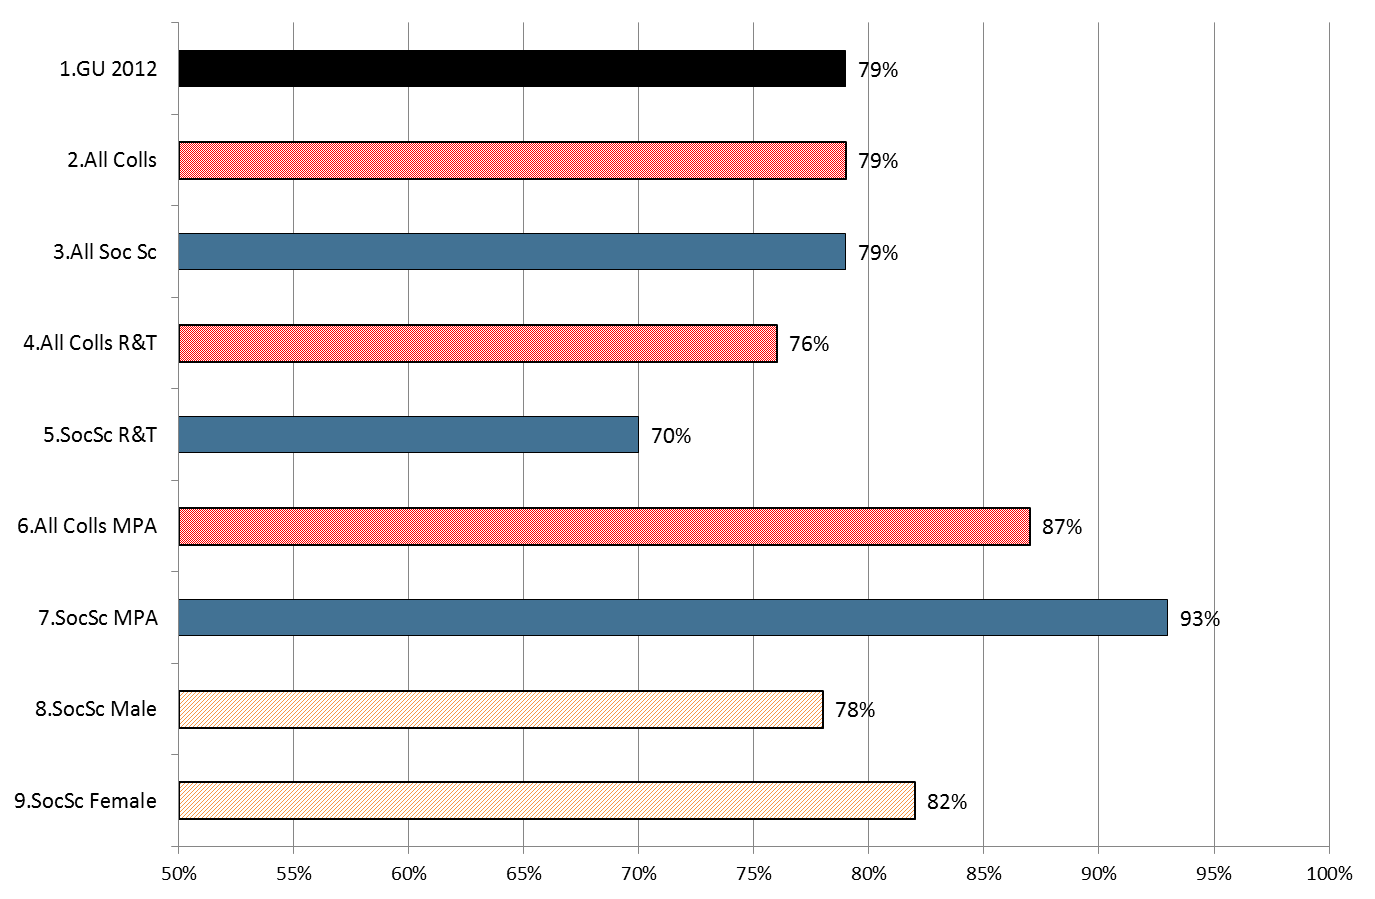 1.GU 2012 79%
2.All Colls 79%
3.All Soc Sc 79%
4.All Colls R&T 76%
5.SocSc R&T 70%
6.All Colls MPA 87%
7.SocSc MPA 93%
8.SocSc Male 78%
9.SocSc Female 82%
50% 55% 60% 65% 70% 75% 80% 85% 90% 95% 100%